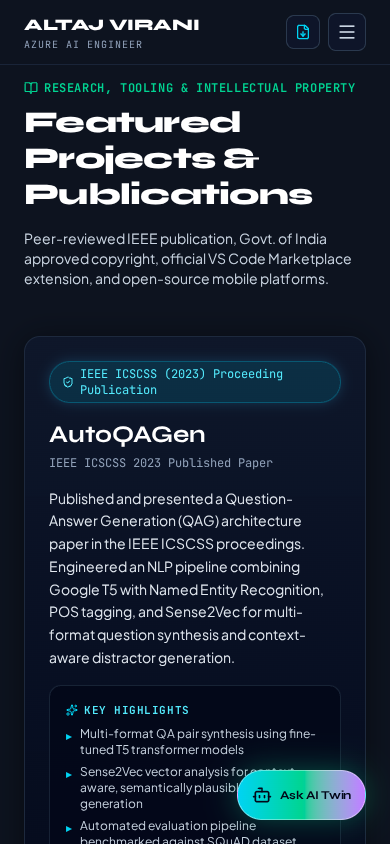 ALTAJ VIRANI
AZURE AI ENGINEER
RESEARCH, TOOLING & INTELLECTUAL PROPERTY
Featured
Projects &
Publications
Peer-reviewed IEEE publication, Govt. of India
approved copyright, official VS Code Marketplace
extension, and open-source mobile platforms.
IEEE ICSCSS (2023) Proceeding
Publication
AutoQAGen
IEEE ICSCSS 2023 Published Paper
Published and presented a Question-
Answer Generation (QAG) architecture
paper in the IEEE ICSCSS proceedings.
Engineered an NLP pipeline combining
Google T5 with Named Entity Recognition,
POS tagging, and Sense2Vec for multi-
format question synthesis and context-
aware distractor generation.
KEY HIGHLIGHTS
Multi-format QA pair synthesis using fine-
tuned T5 transformer models
Sense2Vec vector analysis for
aware, semantically
generation
Automated evaluation pipeline
benchmarked against SQuAD dataset
Ask AI Twin